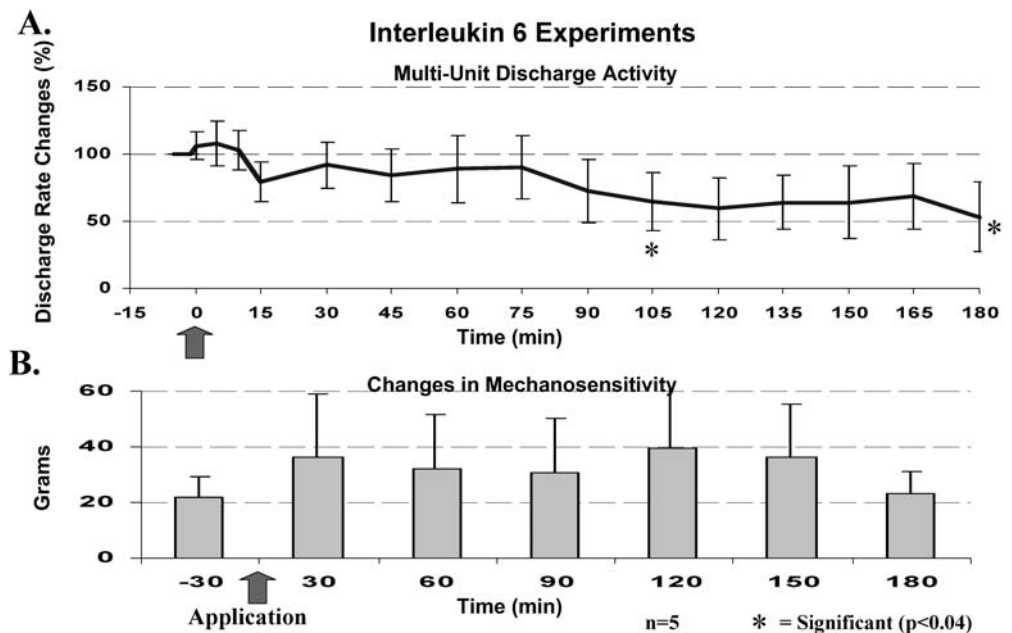 A.
Interleukin 6 Experiments
Multi-Unit Discharge Activity
Discharge Rate Changes (%)
150
100
50
0
-15 0 15 30 45 60 75 90 105 120 135 150 165 180
* *
Time (min)
B.
Changes in Mechanosensitivity
Grams
60
40
20
0
-30 30 60 90 120 150 180
Application
Time (min)
n=5
* = Significant (p<0.04)